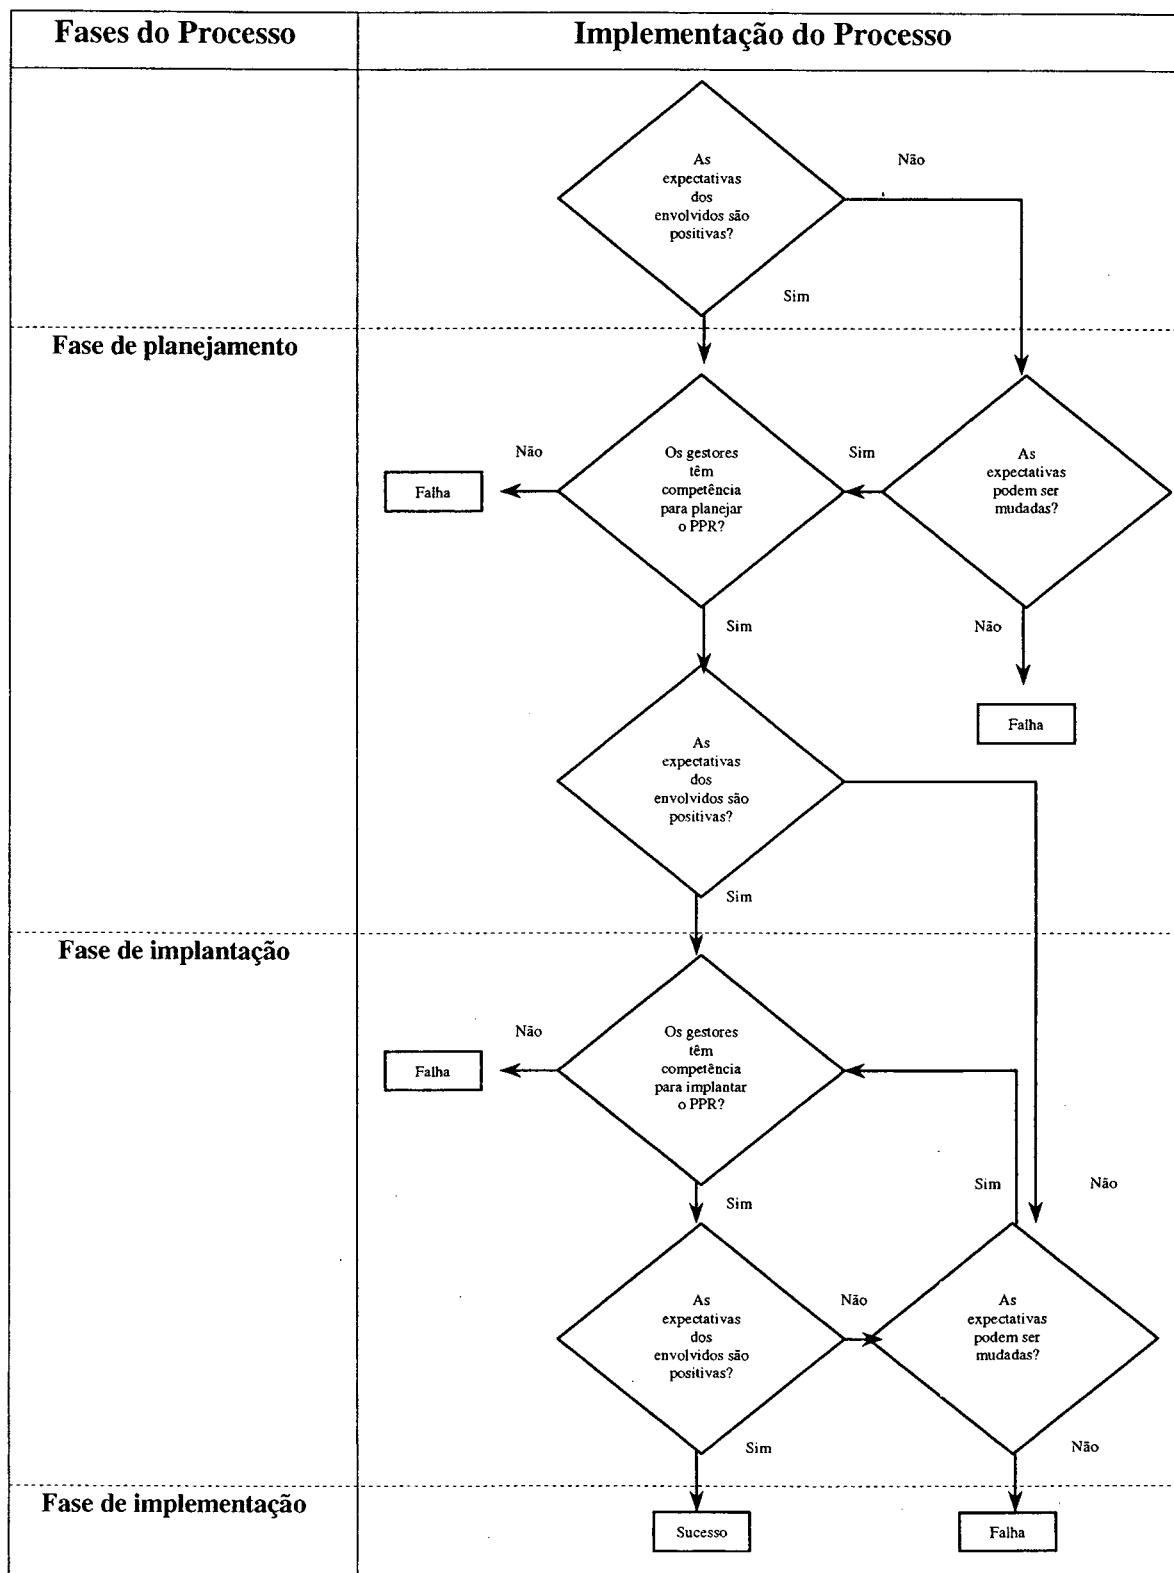 Fases do Processo
Implementação do Processo
As
expectativas
dos
envolvidos são
positivas?
Não
Sim
Fase de planejamento
Não
Os gestores
têm
competência
para planejar
o PPR?
Sim
As
expectativas
podem ser
mudadas?
Falha
Sim
Não
Falha
As
expectativas
dos
envolvidos são
positivas?
Sim
Fase de implantação
Não
Os gestores
têm
competência
para implantar
o PPR?
Falha
Sim
Não
Sim
As
expectativas
dos
envolvidos são
positivas?
Não
As
expectativas
podem ser
mudadas?
Sim
Não
Fase de implementação
Sucesso
Falha